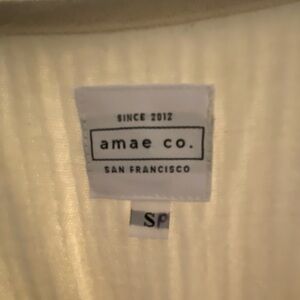 SINCE 2012
amae co.
SAN FRANCISCO
SP